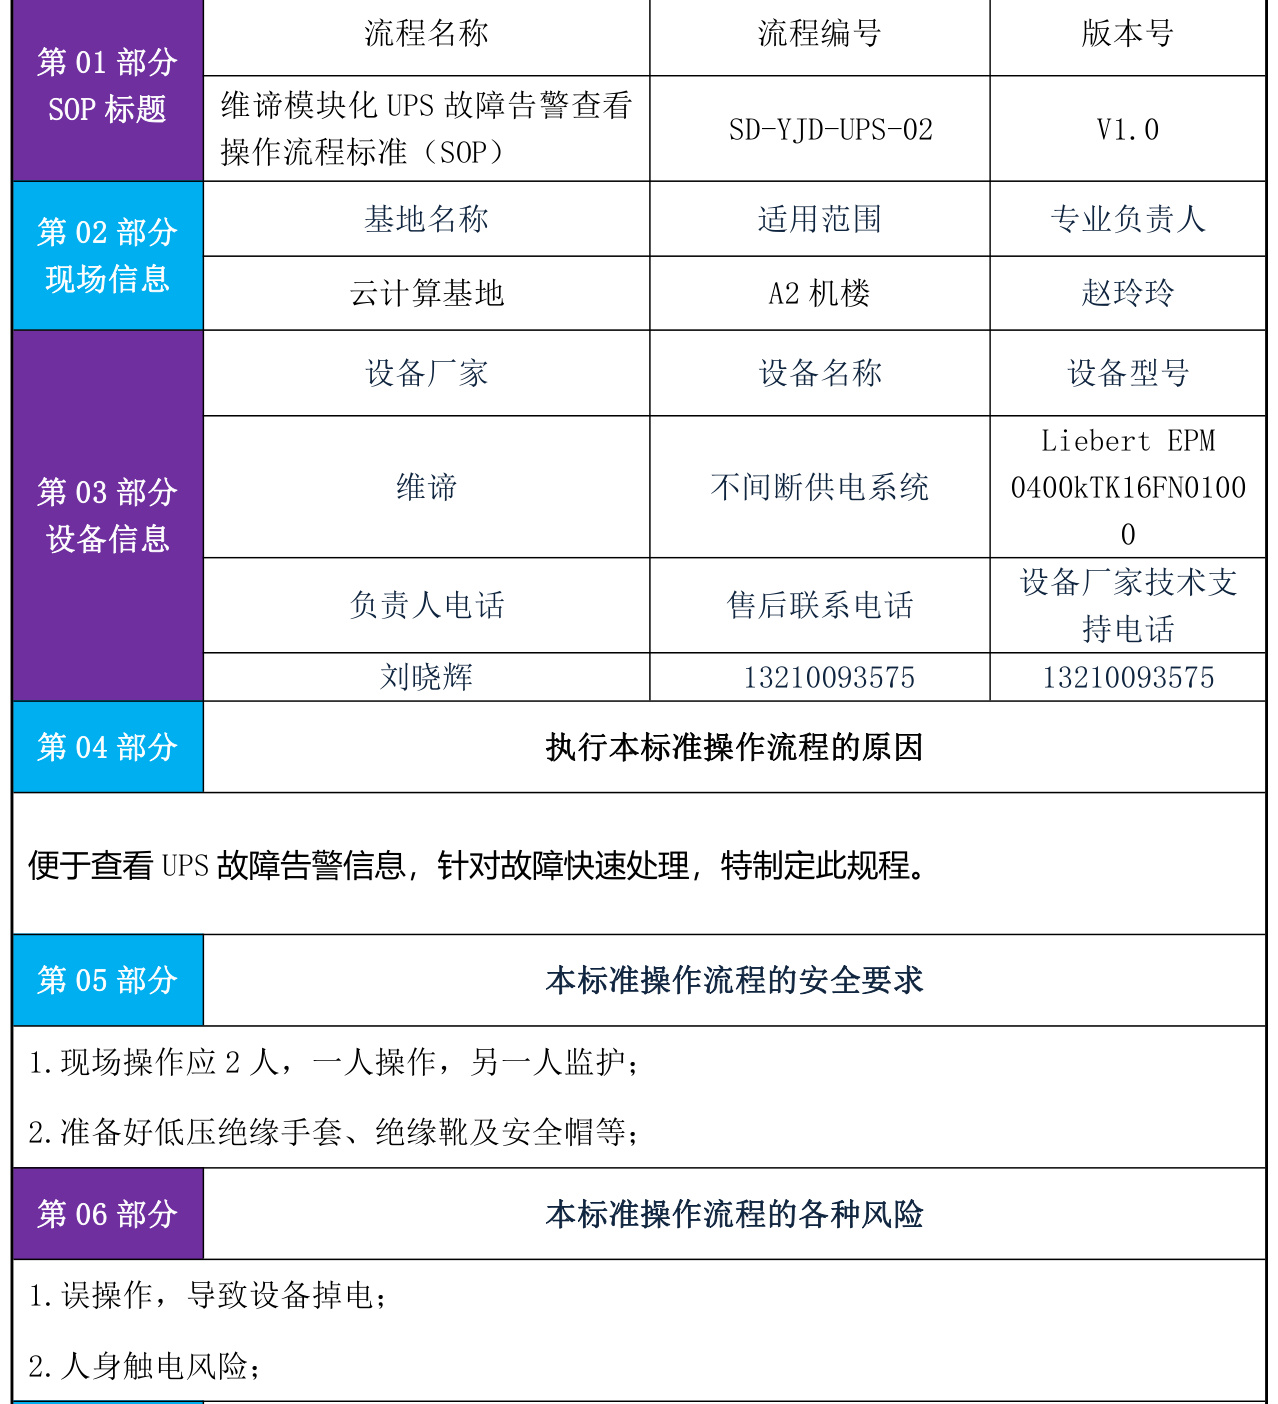 第 01 部分
SOP 标题
流程名称
流程编号
版本号
维谛模块化 UPS 故障告警查看
操作流程标准（SOP）
SD-YJD-UPS-02
V1.0
第 02 部分
现场信息
基地名称
适用范围
专业负责人
云计算基地
A2 机楼
赵玲玲
第 03 部分
设备信息
设备厂家
设备名称
设备型号
维谛
不间断供电系统
Liebert EPM
0400kTK16FN0100
0
负责人电话
售后联系电话
设备厂家技术支
持电话
刘晓辉
13210093575
13210093575
第 04 部分
执行本标准操作流程的原因
便于查看 UPS 故障告警信息，针对故障快速处理，特制定此规程。
第 05 部分
本标准操作流程的安全要求
1.现场操作应 2 人，一人操作，另一人监护；
2.准备好低压绝缘手套、绝缘靴及安全帽等；
第 06 部分
本标准操作流程的各种风险
1.误操作，导致设备掉电；
2.人身触电风险；